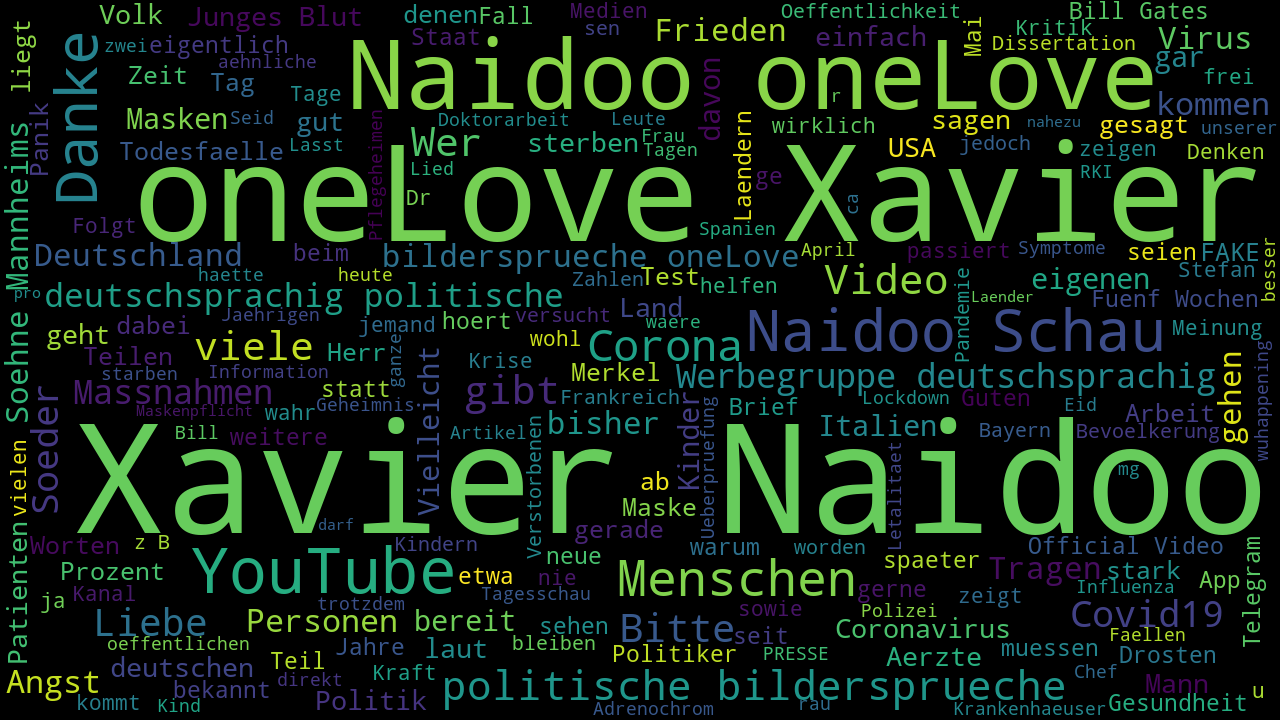 Volk
Junges Blut
denen
Fall
Medien
sen
Oeffentlichkeit
Bill Gates
zwei
eigentlich
Staat
Frieden
einfach
Mai
Kritik
Virus
liegt
Danke
aehnliche
Naidoo oneLove
Dissertation
gar
Zeit
Tag
Tage
davon
frei
kommen
Panik
Masken
Seid
gut
Pflegeheimen
Doktorarbeit
Leute
r
wirklich
sagen
nahezu
gesagt
unserer
Todesfaelle
Lasst
Wer
sterben
Frau
Tagen
Laendern
USA
jedoch
zeigen
Denken
oneLove Xavier
Lied
ge
RKI
Dr
ca
Folgt
Spanien
Soehne Mannheims
Deutschland
beim
bildersprueche oneLove
April
passiert
Symptome
seien
FAKE
haette
heute
Zahlen
Test
helfen
Video
Pandemie
eigenen
Stefan
besser
pro
deutschsprachig politische
Land
Laender
Fuenf Wochen
geht
dabei
Jaehrigen
jemand
hoert
versucht
waere
Naidoo Schau
Meinung
Teilen
viele
Herr
ganze
Krise
wohl
Corona
starben
Information
Merkel
Werbegruppe deutschsprachig
wuhappening
Soeder
Massnahmen
statt
Vielleicht
gibt
Frankreich
Kinder
Lockdown
Guten
gehen
Maskenpflicht
wahr
Geheimnis
Ueberpruefung
Brief
Eid
Arbeit
vielen
Bill
weitere
Artikel
bisher
Italien
Bayern
Bevoelkerung
Xavier Naidoo
Verstorbenen
Letalitaet
mg
ab
Maske
darf
gerade
Patienten
Worten
z B
Kindern
neue
warum
worden
spaeter
Official Video
Telegram
Prozent
YouTube
etwa
nie
Menschen
Tragen
stark
Kanal
Tagesschau
gerne
zeigt
Influenza
App
ja
trotzdem
sowie
Polizei
Covid19
Liebe
Personen
bereit
sehen
Bitte
seit
Coronavirus
Faellen
oeffentlichen
Jahre
laut
bleiben
Politiker
PRESSE
Aerzte
muessen
Drosten
Angst
deutschen
Teil
Kraft
Chef
Mann
bekannt
direkt
politische bildersprueche
u
kommt
Kind
Politik
Adrenochrom
rau
Krankenhaeuser
Gesundheit